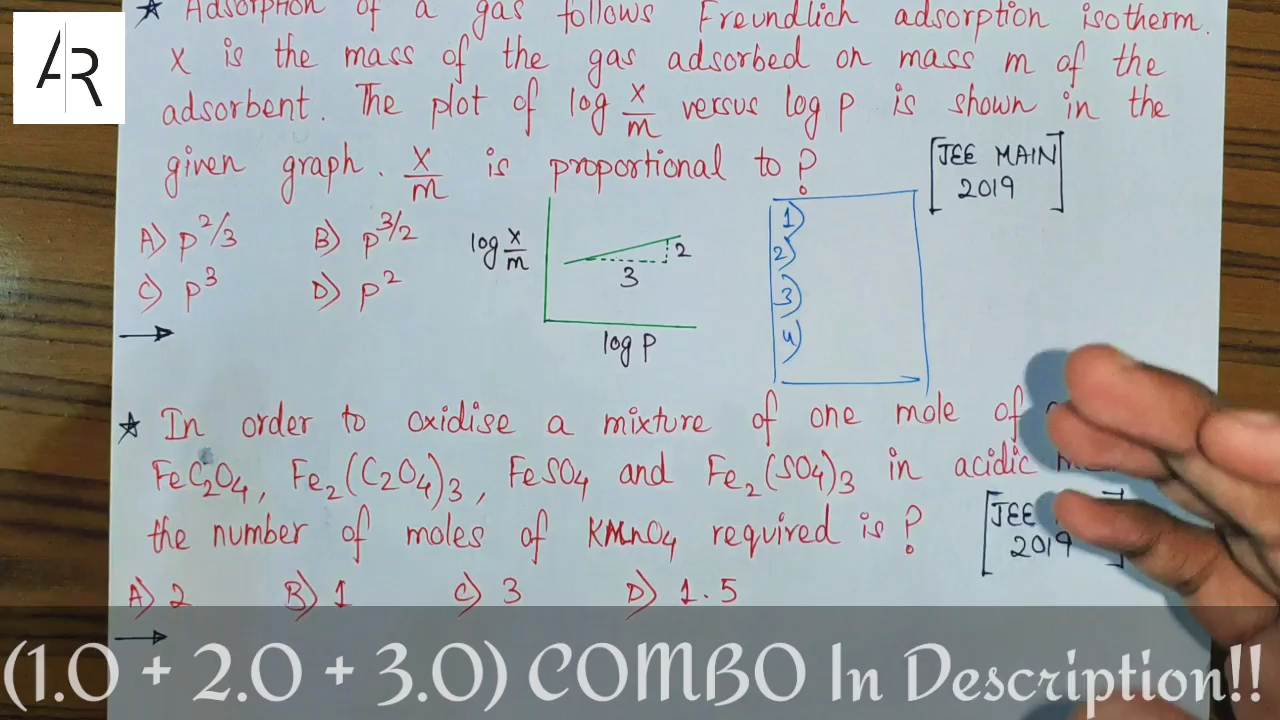 AR
★ Adsorption of a gas follows Freundlich adsorption isotherm.
x is the mass of the gas adsorbed on mass m of the
adsorbent. The plot of log x/m versus log p is shown in the
given graph. x/m is proportional to ?
[JEE MAIN
2019]
A) p^2/3 B) p^3/2
C) p^3 D) p^2
log x/m
2
3
log p
1)
2)
3)
4)
★ In order to oxidise a mixture of one mole of
FeC2O4, Fe2(C2O4)3, FeSO4 and Fe2(SO4)3 in acidic
the number of moles of KMnO4 required is ?
[JEE
2019]
A) 2 B) 1 C) 3 D) 1.5
(1.0 + 2.0 + 3.0) COMBO In Description!!